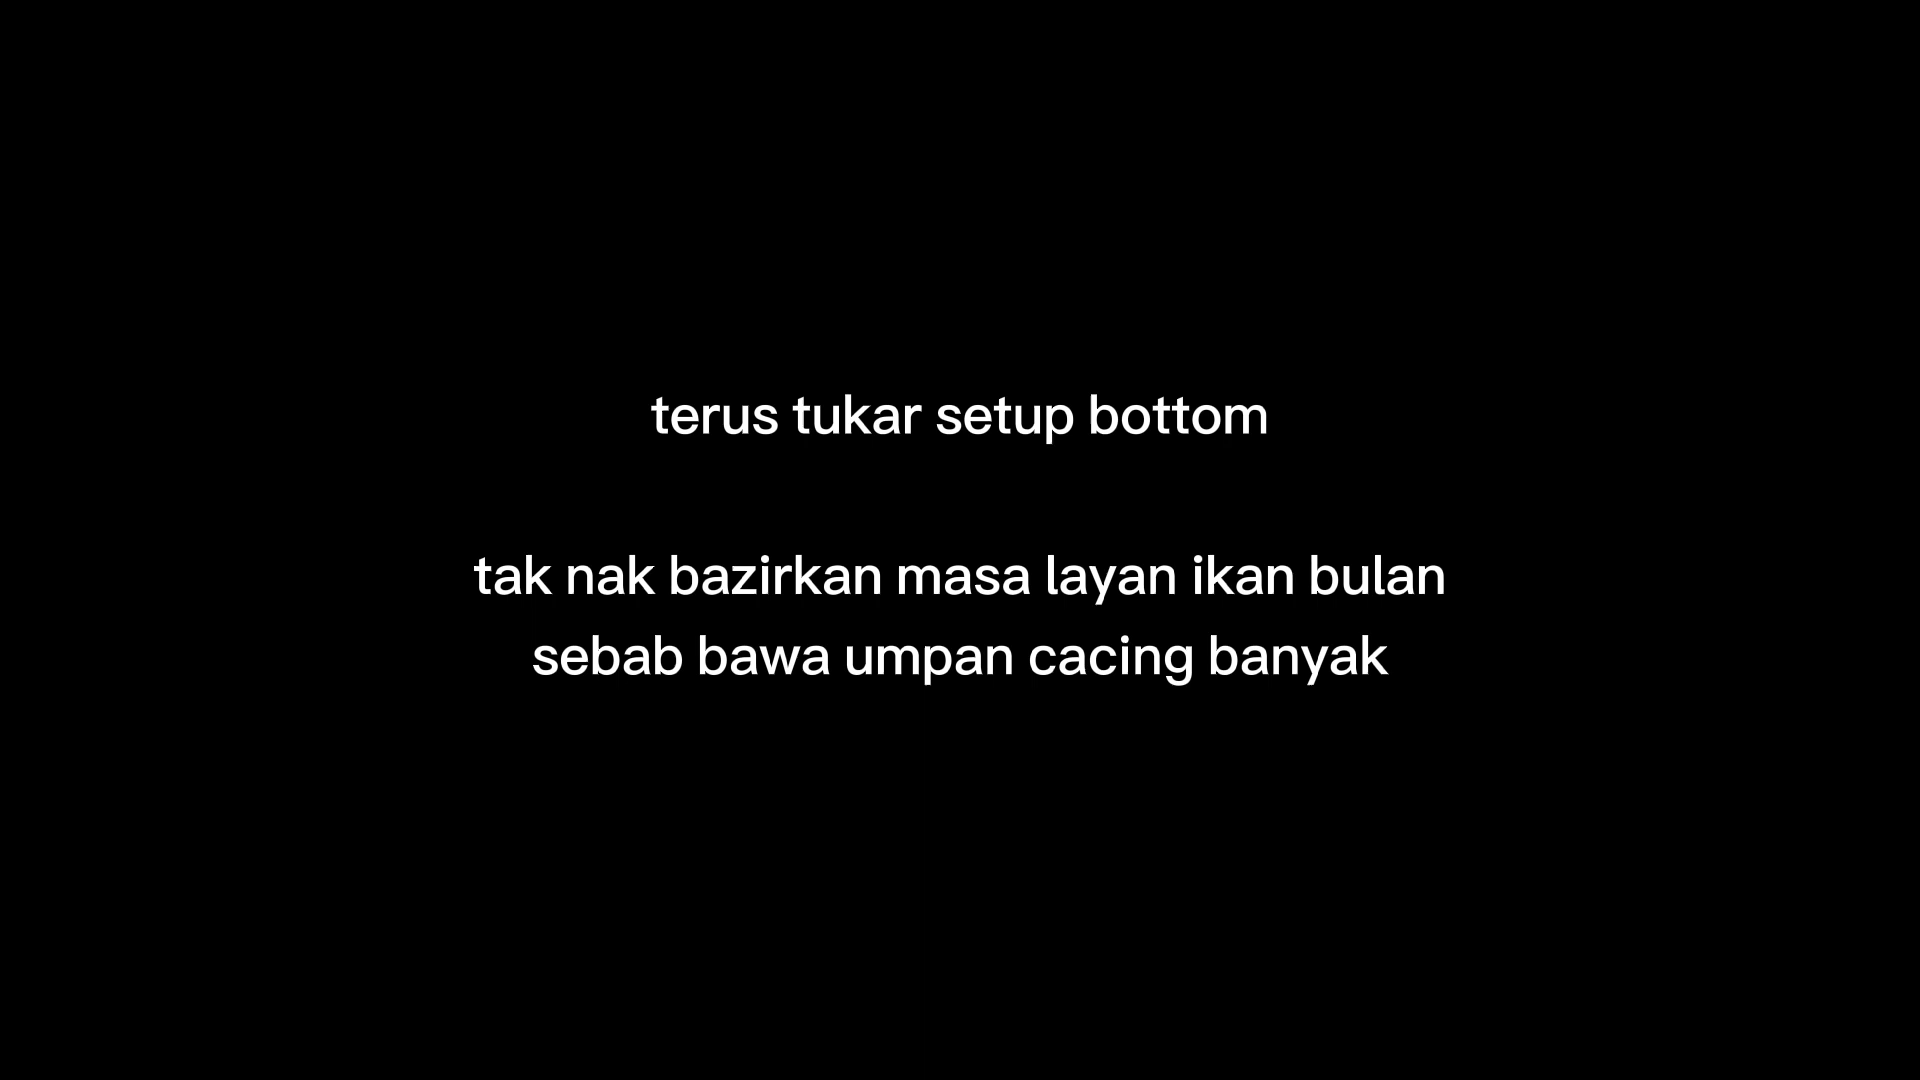 terus tukar setup bottom
tak nak bazirkan masa layan ikan bulan
sebab bawa umpan cacing banyak